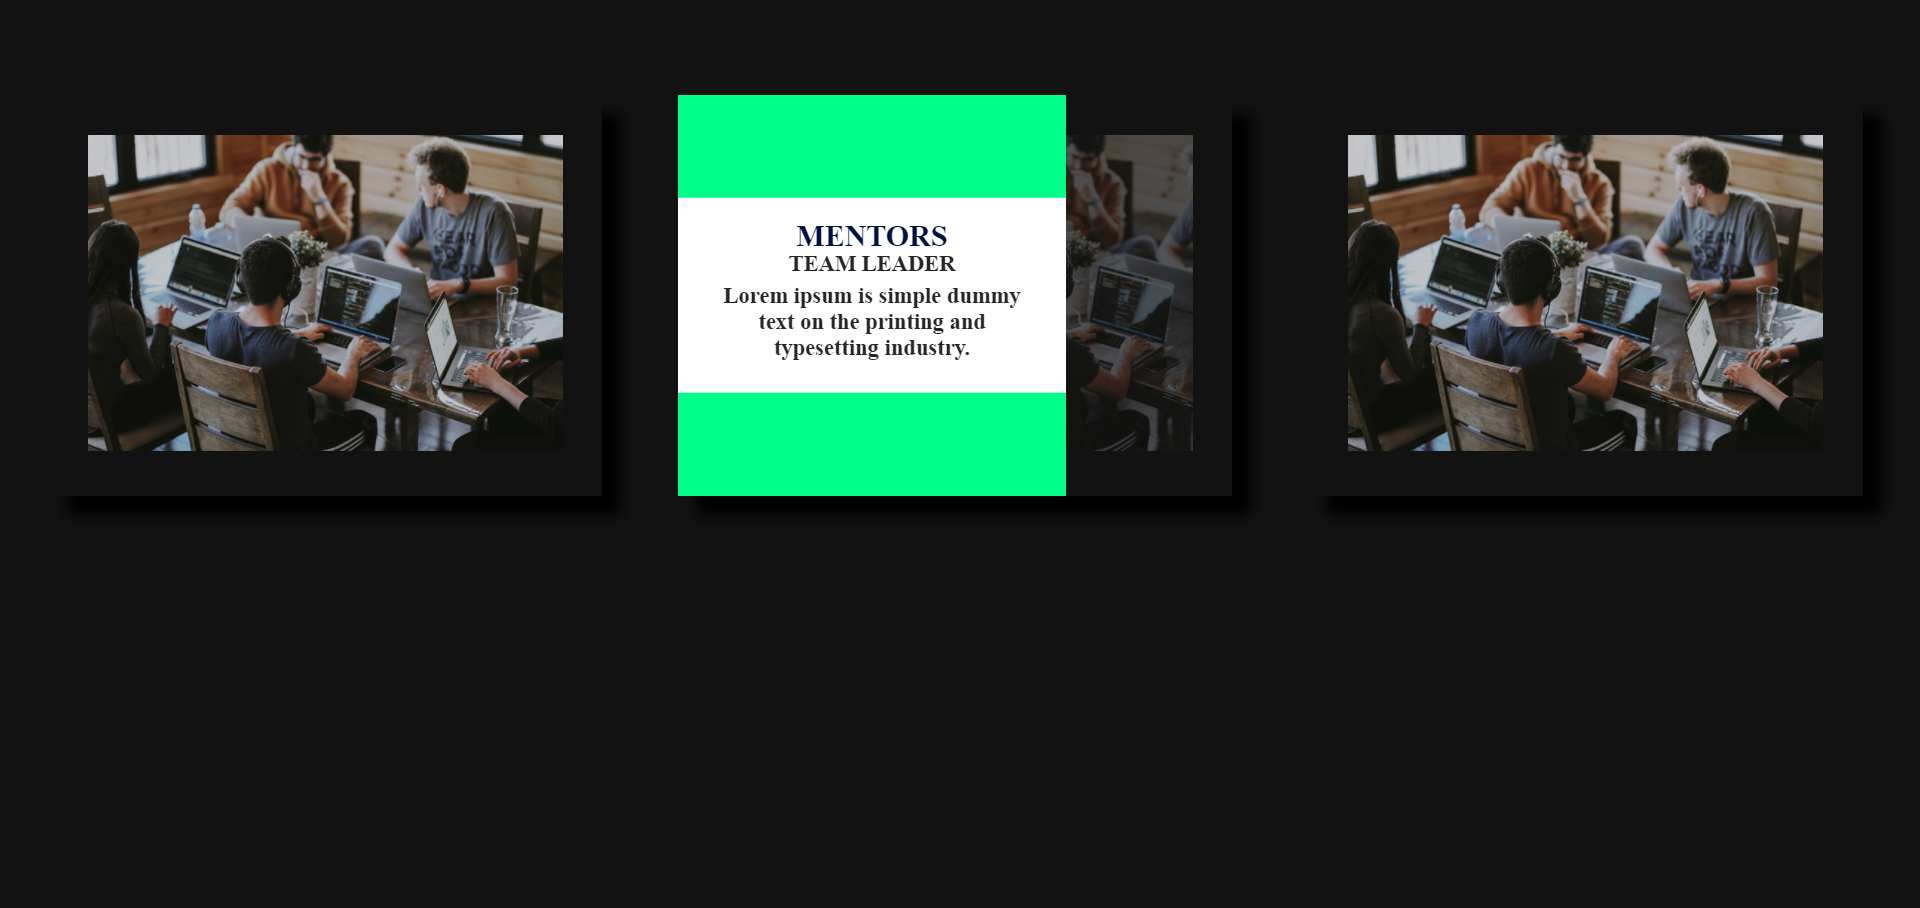 MENTORS
TEAM LEADER
Lorem ipsum is simple dummy
text on the printing and
typesetting industry.